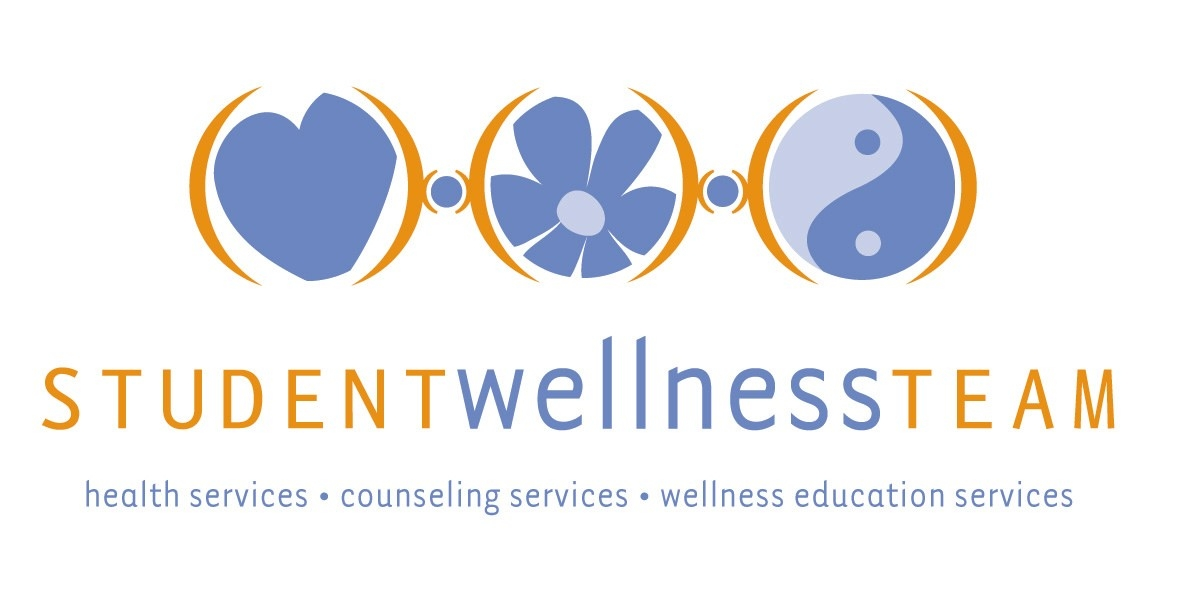 STUDENTwellnessTEAM
health services • counseling services • wellness education services